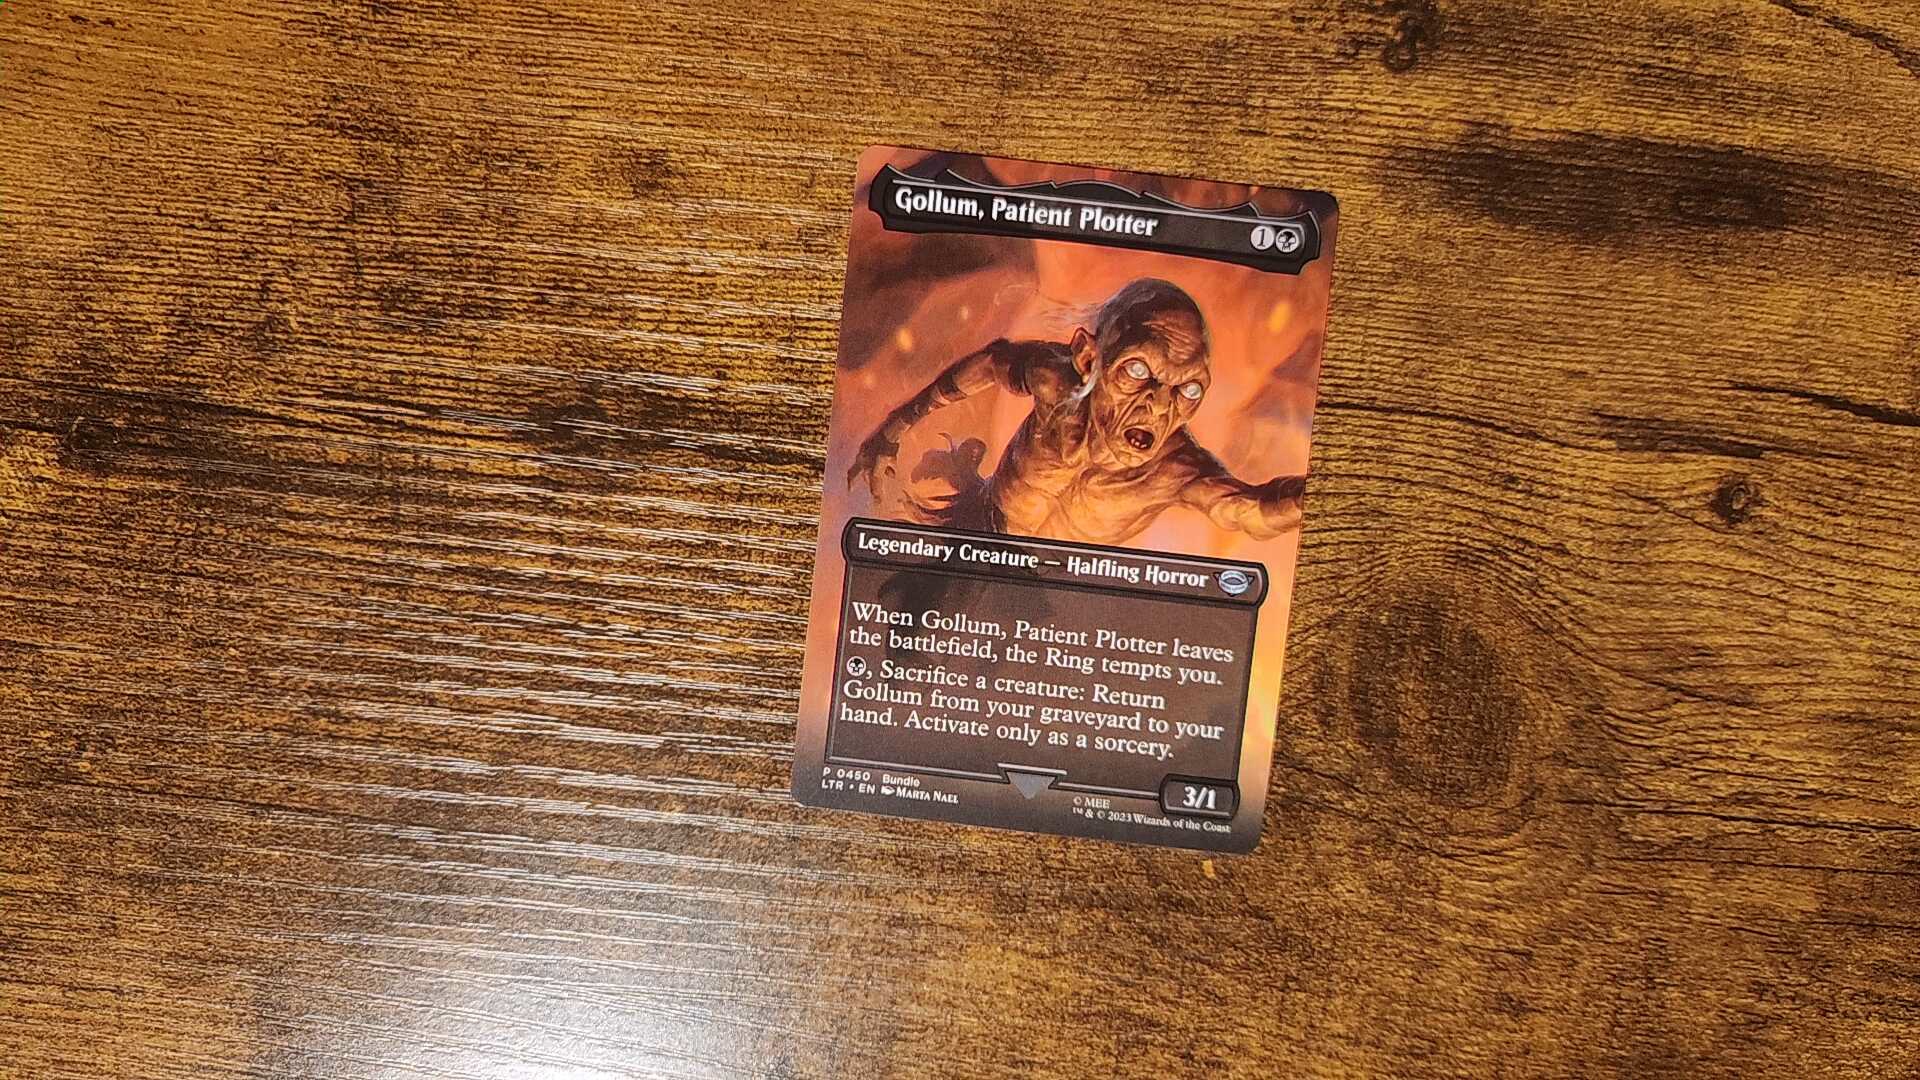 Gollum, Patient Plotter 1
Legendary Creature — Halfling Horror
When Gollum, Patient Plotter leaves
the battlefield, the Ring tempts you.
, Sacrifice a creature: Return
Gollum from your graveyard to your
hand. Activate only as a sorcery.
3/1
P 0450 Bundle
LTR • EN Marta Nael
© MEE
™ & © 2023 Wizards of the Coast